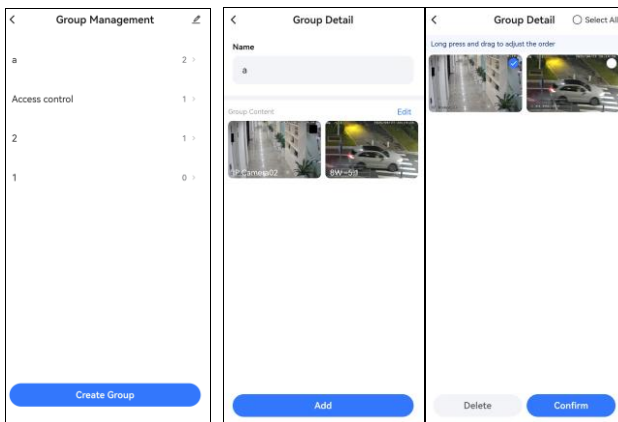 Group Management
a
2
Access control
1
2
1
1
0
Create Group
Group Detail
Name
a
Group Content
Edit
IP Camera02
Add
Group Detail
Select All
Long press and drag to adjust the order
Delete
Confirm